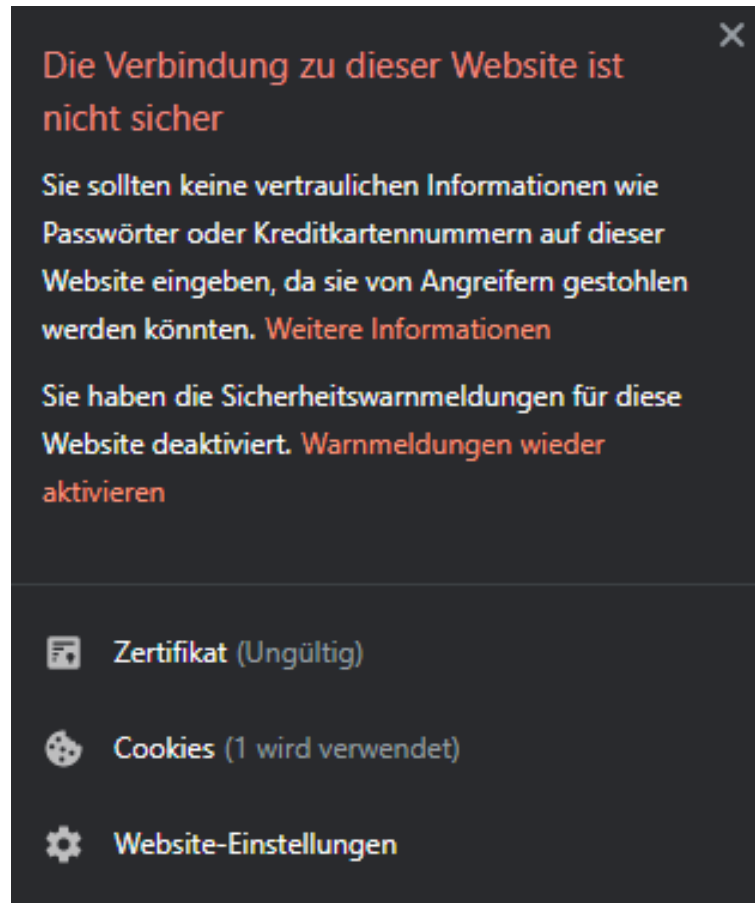 Die Verbindung zu dieser Website ist
nicht sicher
Sie sollten keine vertraulichen Informationen wie
Passwörter oder Kreditkartennummern auf dieser
Website eingeben, da sie von Angreifern gestohlen
werden könnten. Weitere Informationen
Sie haben die Sicherheitswarnmeldungen für diese
Website deaktiviert. Warnmeldungen wieder
aktivieren
Zertifikat (Ungültig)
Cookies (1 wird verwendet)
Website-Einstellungen